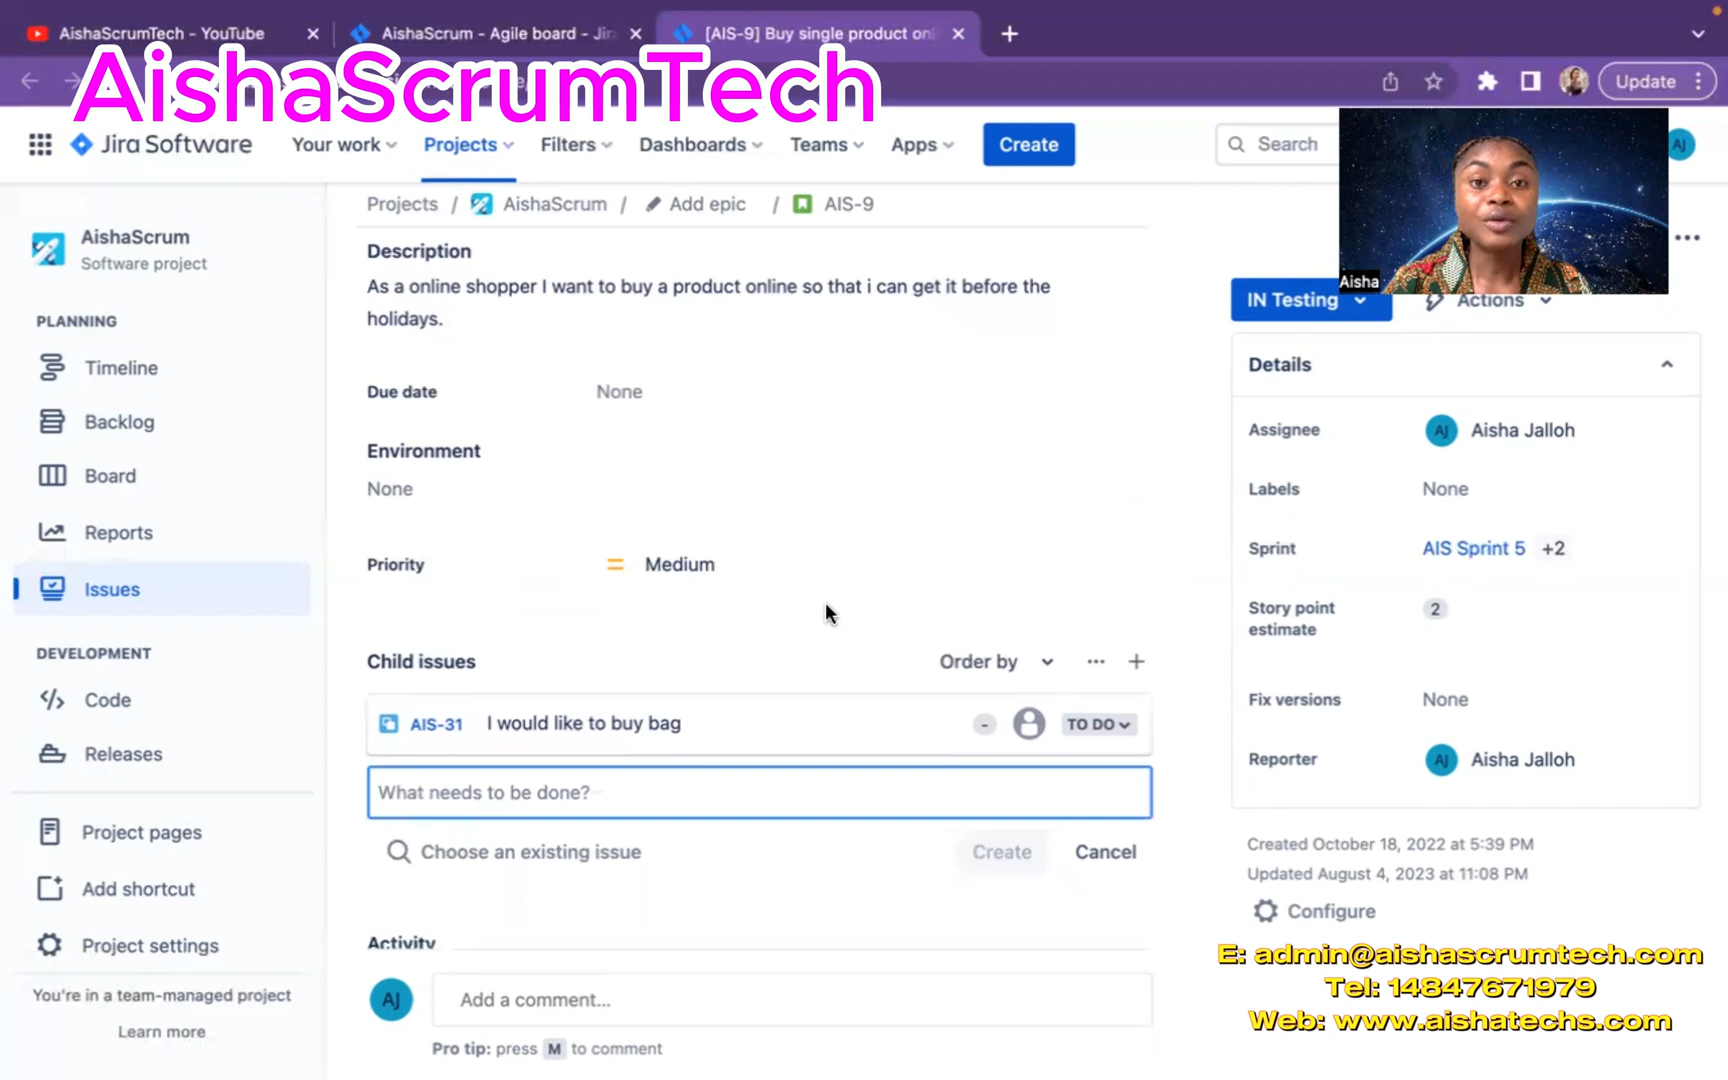 AishaScrumTech - YouTube
AishaScrum - Agile board - Jir
[AIS-9] Buy single product onl
AishaScrumTech
Update
Jira Software
Your work
Projects
Filters
Dashboards
Teams
Apps
Create
Search
AJ
Aisha
AishaScrum
Software project
PLANNING
Timeline
Backlog
Board
Reports
Issues
DEVELOPMENT
Code
Releases
Project pages
Add shortcut
Project settings
You're in a team-managed project
Learn more
Projects / AishaScrum / Add epic / AIS-9
Description
As a online shopper I want to buy a product online so that i can get it before the
holidays.
Due date None
Environment
None
Priority Medium
Child issues Order by
AIS-31 I would like to buy bag - TO DO
What needs to be done?
Choose an existing issue Create Cancel
Activity
AJ Add a comment...
Pro tip: press M to comment
IN Testing Actions
Details
Assignee AJ Aisha Jalloh
Labels None
Sprint AIS Sprint 5 +2
Story point
estimate 2
Fix versions None
Reporter AJ Aisha Jalloh
Created October 18, 2022 at 5:39 PM
Updated August 4, 2023 at 11:08 PM
Configure
E: admin@aishascrumtech.com
Tel: 14847671979
Web: www.aishatechs.com